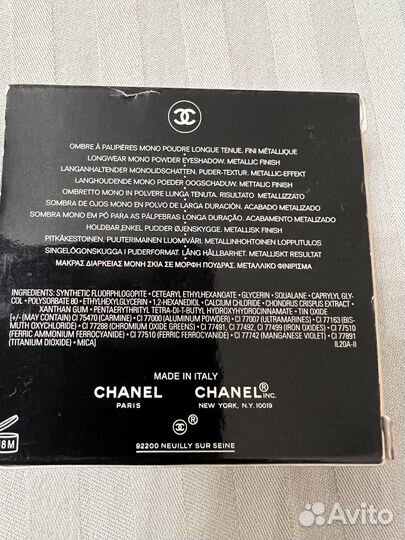 OMBRE À PAUPIÈRES MONO POUDRE LONGUE TENUE. FINI MÉTALLIQUE
LONGWEAR MONO POWDER EYESHADOW. METALLIC FINISH
LANGANHALTENDER MONOLIDSCHATTEN. PUDER-TEXTUR. METALLIC-EFFEKT
LANGHOUDENDE MONO POEDER OOGSCHADUW. METTALIC FINISH
OMBRETTO MONO IN POLVERE LUNGA TENUTA. RISULTATO METALLIZZATO
SOMBRA DE OJOS MONO EN POLVO DE LARGA DURACIÓN. ACABADO METALIZADO
SOMBRA MONO EM PÓ PARA AS PÁLPEBRAS LONGA DURAÇÃO. ACABAMENTO METALIZADO
HOLDBAR, ENKEL PUDDER ØJENSKYGGE. METALLISK FINISH
PITKÄKESTOINEN, PUUTERIMAINEN LUOMIVÄRI. METALLINHOHTOINEN LOPPUTULOS
SINGELÖGONSKUGGA I PUDERFORMAT. LÅNG HÅLLBARHET. METALLISKT RESULTAT
ΜΑΚΡΑΣ ΔΙΑΡΚΕΙΑΣ ΜΟΝΗ ΣΚΙΑ ΣΕ ΜΟΡΦΗ ΠΟΥΔΡΑΣ. ΜΕΤΑΛΛΙΚΟ ΦΙΝΙΡΙΣΜΑ
INGREDIENTS: SYNTHETIC FLUORPHLOGOPITE • CETEARYL ETHYLHEXANOATE • GLYCERIN • SQUALANE • CAPRYLYL GLY-
COL • POLYSORBATE 80 • ETHYLHEXYLGLYCERIN • 1,2-HEXANEDIOL • CALCIUM CHLORIDE • CHONDRUS CRISPUS EXTRACT •
XANTHAN GUM • PENTAERYTHRITYL TETRA-DI-T-BUTYL HYDROXYHYDROCINNAMATE • TIN OXIDE
[+/- (MAY CONTAIN) CI 75470 (CARMINE) • CI 77000 (ALUMINUM POWDER) • CI 77007 (ULTRAMARINES) • CI 77163 (BIS-
MUTH OXYCHLORIDE) • CI 77288 (CHROMIUM OXIDE GREENS) • CI 77491, CI 77492, CI 77499 (IRON OXIDES) • CI 77510
(FERRIC AMMONIUM FERROCYANIDE) • CI 77510 (FERRIC FERROCYANIDE) • CI 77742 (MANGANESE VIOLET) • CI 77891
(TITANIUM DIOXIDE) • MICA] IL20A-II
MADE IN ITALY
CHANEL CHANEL® INC.
PARIS NEW YORK, N.Y. 10019
18M
®
92200 NEUILLY SUR SEINE
Avito